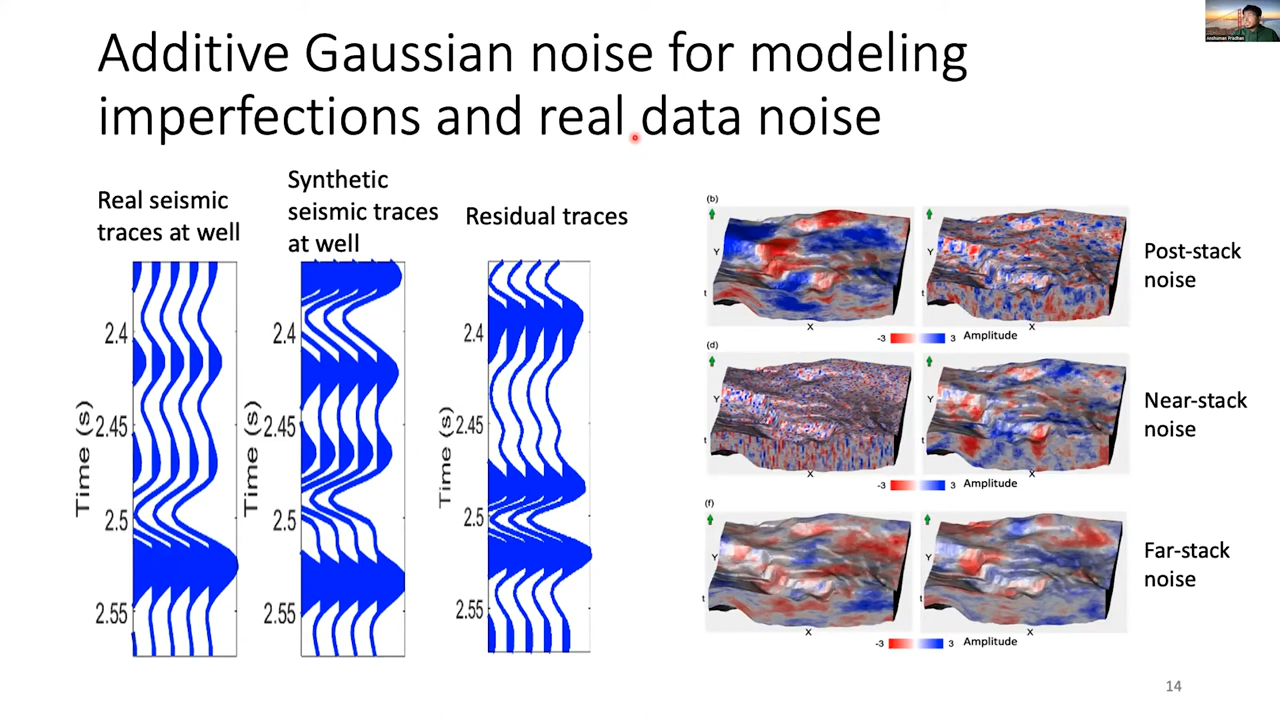 Additive Gaussian noise for modeling
imperfections and real data noise
Anshuman Pradhan
Real seismic
traces at well
Synthetic
seismic traces
at well
Residual traces
Time (s)
2.4
2.45
2.5
2.55
Time (s)
2.4
2.45
2.5
2.55
Time (s)
2.4
2.45
2.5
2.55
(b)
Y
t
X
Y
t
X
-3 3 Amplitude
Post-stack
noise
(d)
Y
t
X
Y
t
X
-3 3 Amplitude
Near-stack
noise
(f)
Y
t
X
Y
t
X
-3 3 Amplitude
Far-stack
noise
14